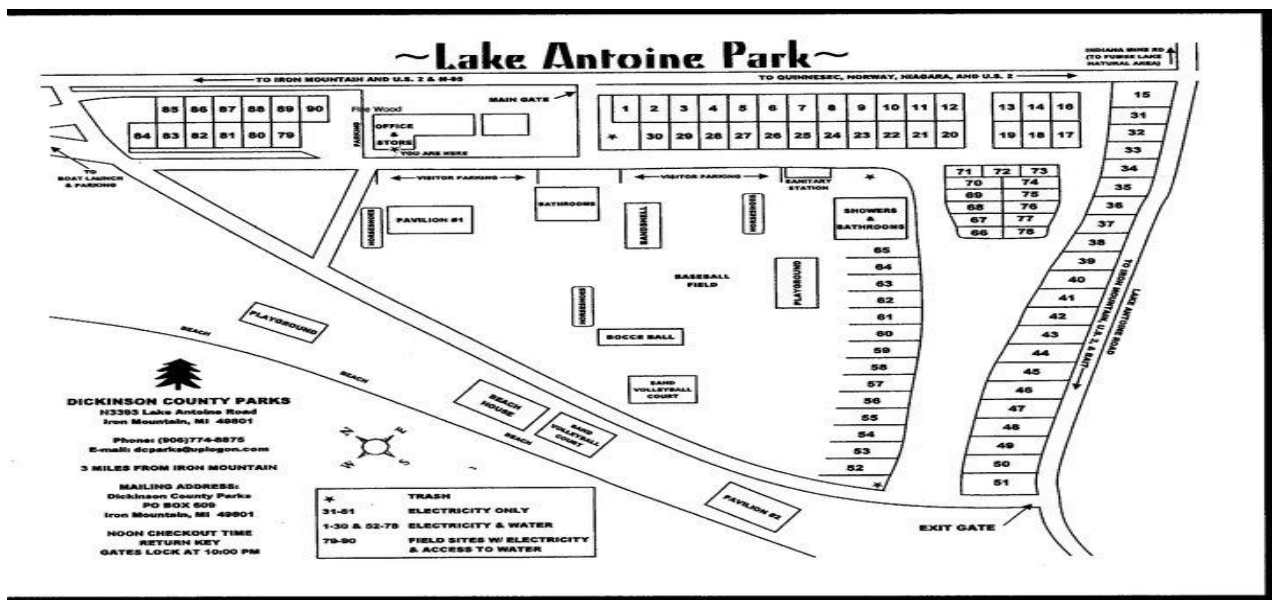 ~Lake Antoine Park~
INDIANA MINE RD
(TO FUMEE LAKE
NATURAL AREA)
TO IRON MOUNTAIN AND U.S. 2 & M-95
TO QUINNESEC, NORWAY, NIAGARA, AND U.S. 2
MAIN GATE
85 86 87 88 89 90
84 83 82 81 80 79
Fire Wood
PARKING
OFFICE
&
STORE
YOU ARE HERE
1 2 3 4 5 6 7 8 9 10 11 12
30 29 28 27 26 25 24 23 22 21 20
13 14 16
19 18 17
15
31
32
33
34
35
36
37
38
39
40
41
42
43
44
45
46
47
48
49
50
51
TO
BOAT LAUNCH
& PARKING
VISITOR PARKING
VISITOR PARKING
SANITARY
STATION
71 72 73
70 74
69 75
68 76
67 77
66 78
HORSESHOES
PAVILION #1
BATHROOMS
BANDSHELL
HORSESHOES
SHOWERS
&
BATHROOMS
65
64
63
62
61
60
59
58
57
56
55
54
53
52
BASEBALL
FIELD
PLAYGROUND
HORSESHOES
BOCCE BALL
SAND
VOLLEYBALL
COURT
PLAYGROUND
BEACH
BEACH
BEACH
BEACH
HOUSE
SAND
VOLLEYBALL
COURT
PAVILION #2
EXIT GATE
LAKE ANTOINE ROAD
TO IRON MOUNTAIN, U.S. 2, & BAIT
DICKINSON COUNTY PARKS
N3393 Lake Antoine Road
Iron Mountain, MI 49801
Phone: (906)774-8875
E-mail: dcparks@uplogon.com
3 MILES FROM IRON MOUNTAIN
MAILING ADDRESS:
Dickinson County Parks
PO BOX 609
Iron Mountain, MI 49801
NOON CHECKOUT TIME
RETURN KEY
GATES LOCK AT 10:00 PM
N E
W S
TRASH
31-51 ELECTRICITY ONLY
1-30 & 52-78 ELECTRICITY & WATER
79-90 FIELD SITES W/ ELECTRICITY
& ACCESS TO WATER